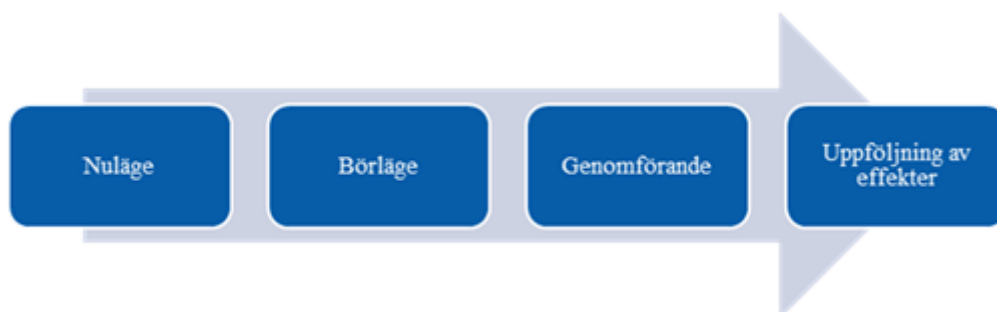 Nuläge
Börläge
Genomförande
Uppföljning av
effekter